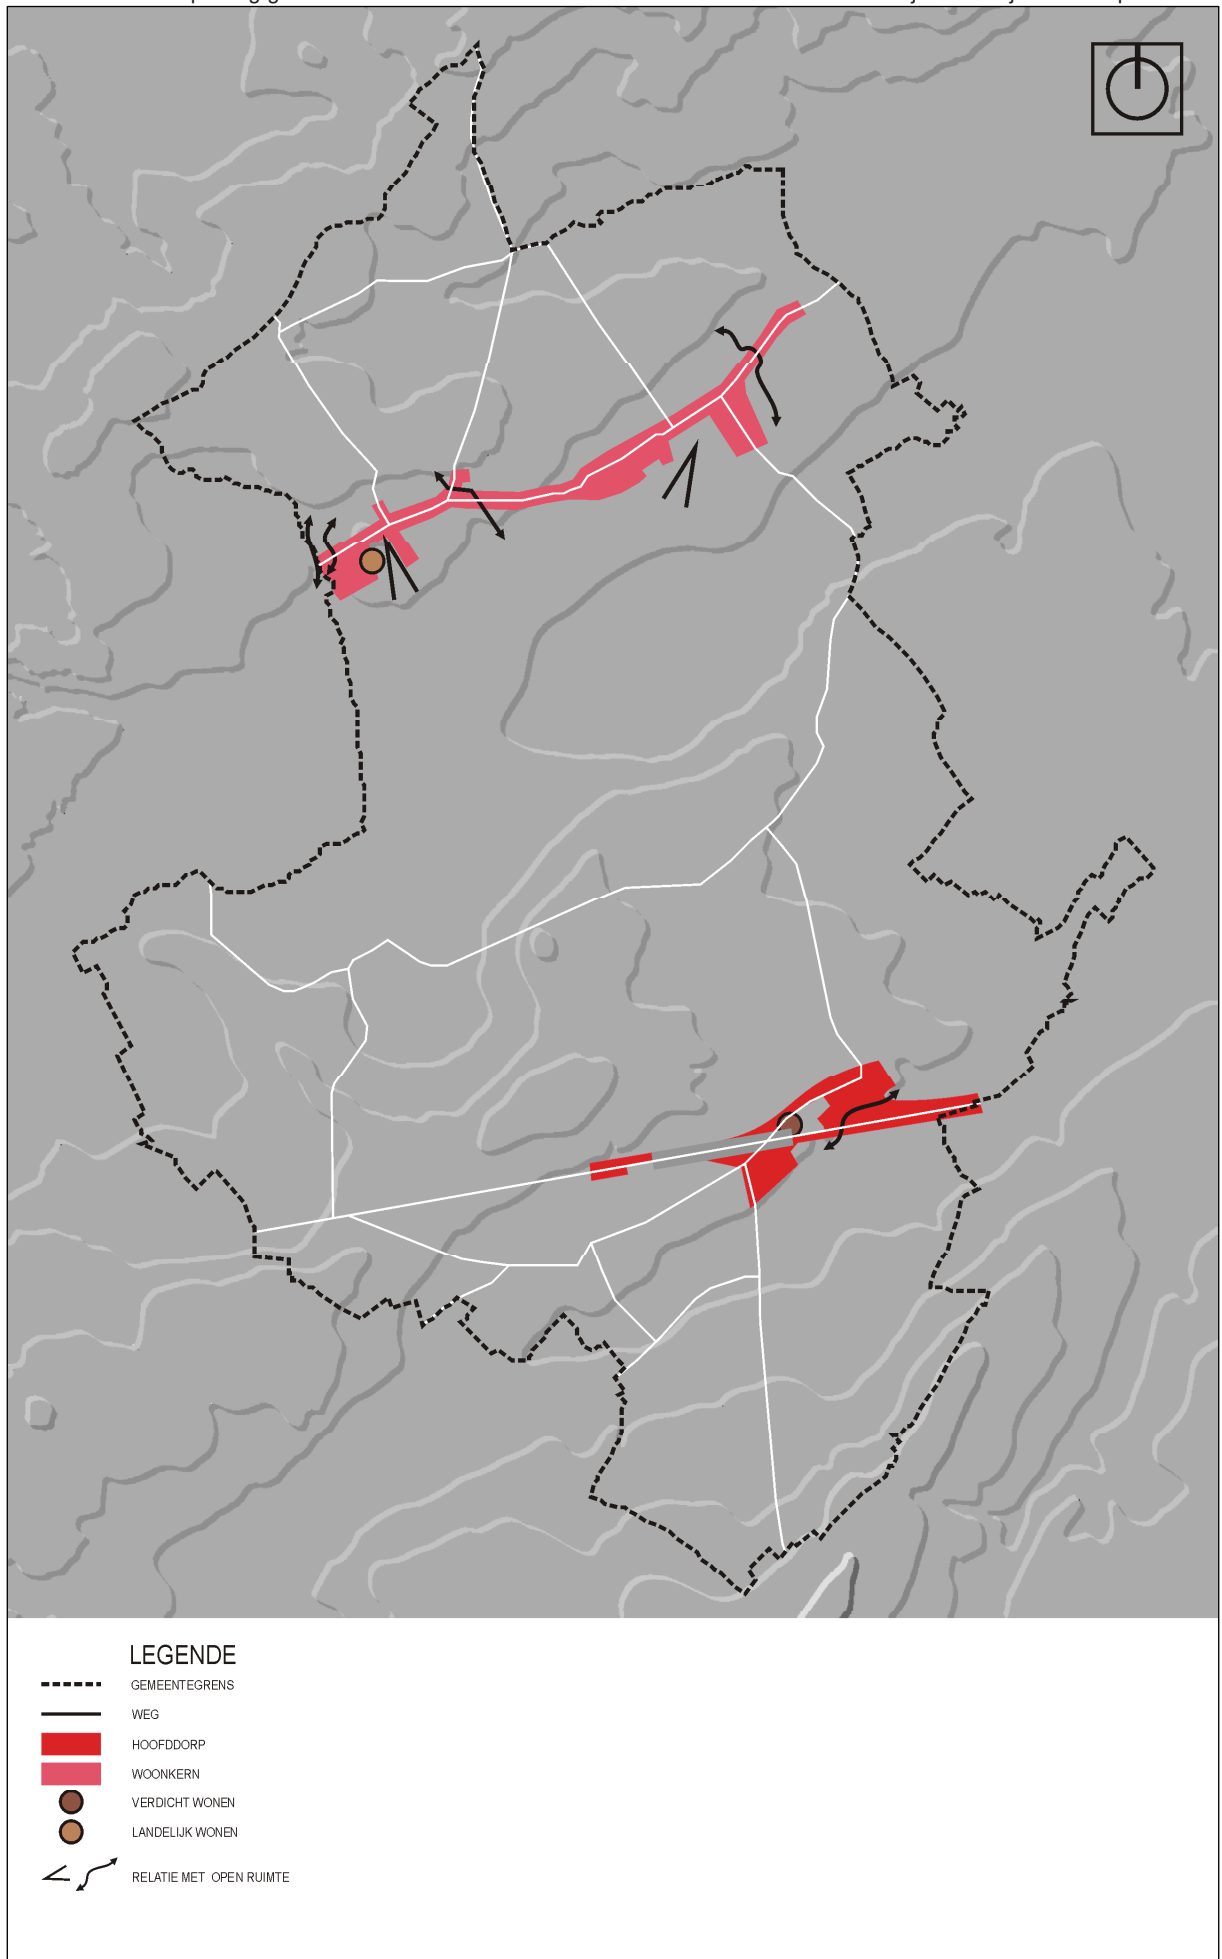 LEGENDE
GEMEENTEGRENS
WEG
HOOFDDORP
WOONKERN
VERDICHT WONEN
LANDELIJK WONEN
RELATIE MET OPEN RUIMTE